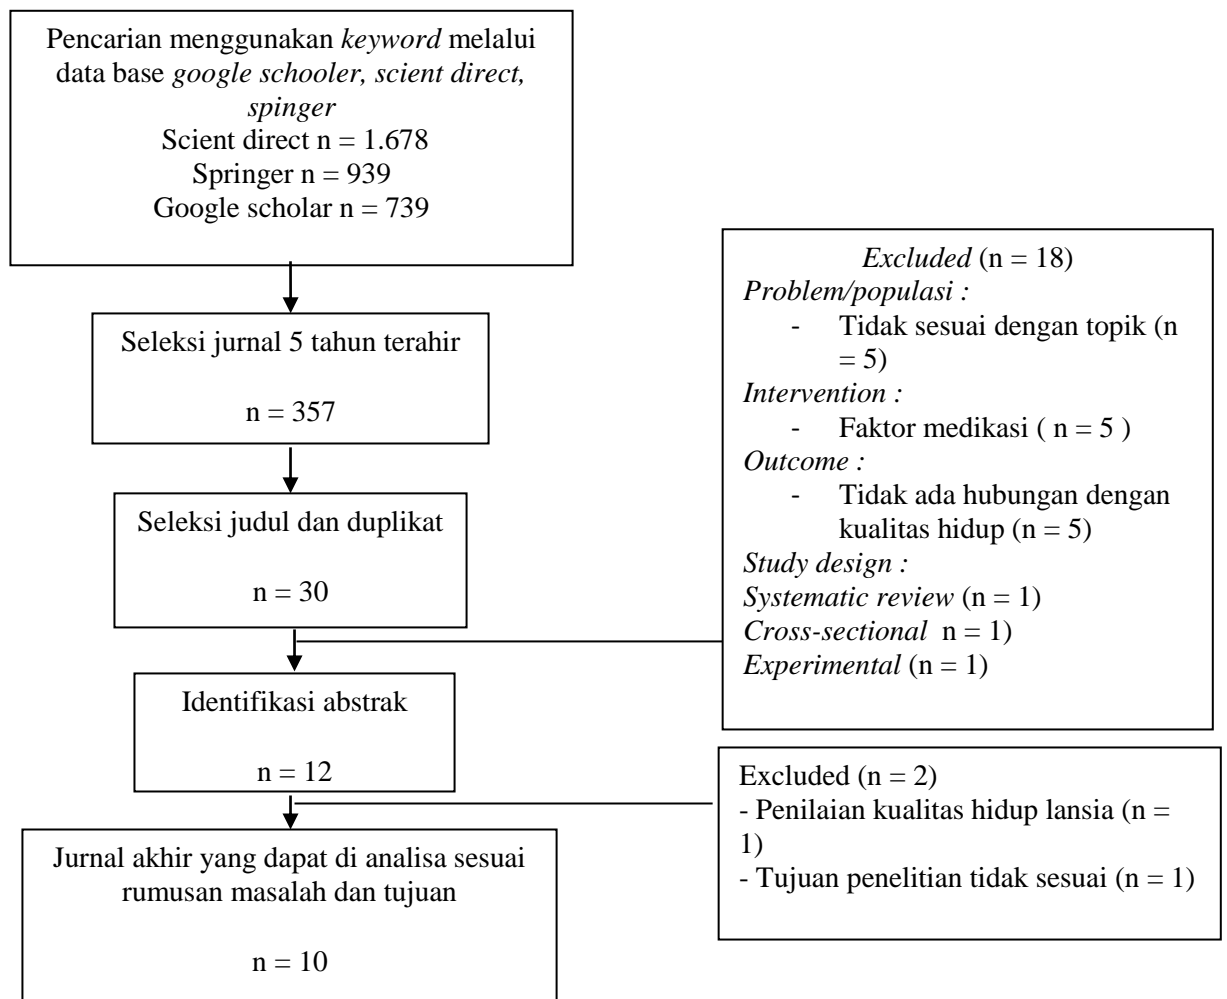 Pencarian menggunakan keyword melalui
data base google schooler, scient direct,
spinger
Scient direct n = 1.678
Springer n = 939
Google scholar n = 739
Seleksi jurnal 5 tahun terahir
n = 357
Seleksi judul dan duplikat
n = 30
Excluded (n = 18)
Problem/populasi :
- Tidak sesuai dengan topik (n
= 5)
Intervention :
- Faktor medikasi ( n = 5 )
Outcome :
- Tidak ada hubungan dengan
kualitas hidup (n = 5)
Study design :
Systematic review (n = 1)
Cross-sectional n = 1)
Experimental (n = 1)
Identifikasi abstrak
n = 12
Excluded (n = 2)
- Penilaian kualitas hidup lansia (n =
1)
- Tujuan penelitian tidak sesuai (n = 1)
Jurnal akhir yang dapat di analisa sesuai
rumusan masalah dan tujuan
n = 10